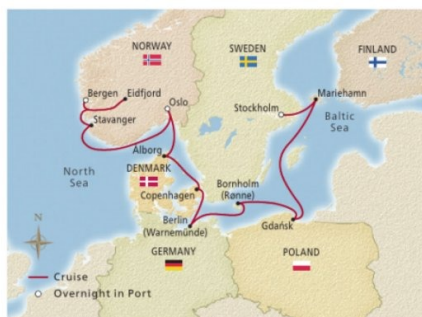 NORWAY
SWEDEN
FINLAND
Bergen
Eidfjord
Oslo
Stockholm
Mariehamn
Stavanger
Baltic
Sea
Ålborg
North
Sea
DENMARK
Copenhagen
Bornholm
(Rønne)
Berlin
(Warnemünde)
Gdańsk
N
GERMANY
POLAND
Cruise
Overnight in Port